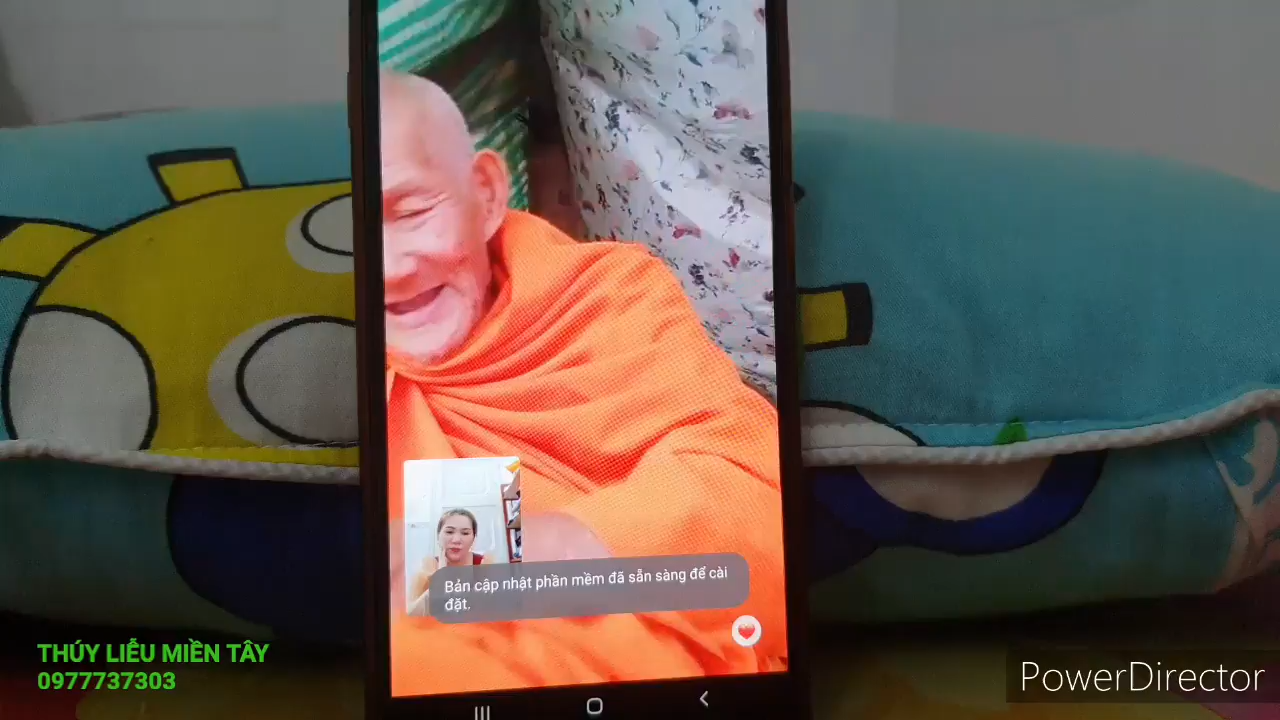 Bản cập nhật phần mềm đã sẵn sàng để cài
đặt.
THÚY LIỄU MIỀN TÂY
0977737303
PowerDirector